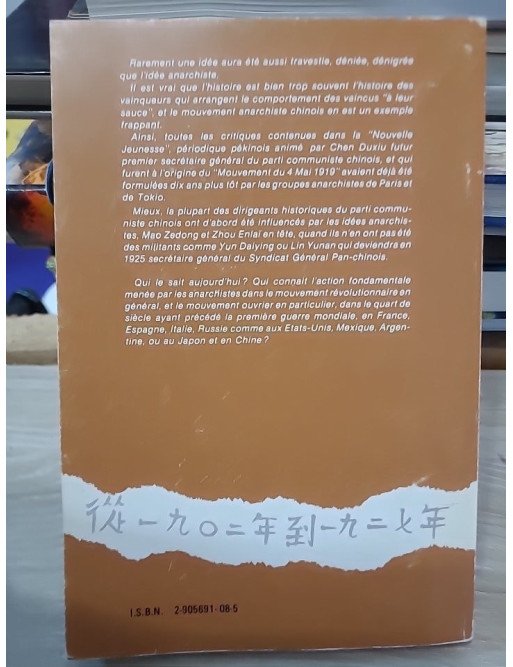 Rarement une idée aura été aussi travestie, déniée, dénigrée
que l'idée anarchiste.
Il est vrai que l'histoire est bien trop souvent l'histoire des
vainqueurs qui arrangent le comportement des vaincus "à leur
sauce", et le mouvement anarchiste chinois en est un exemple
frappant.
Ainsi, toutes les critiques contenues dans la "Nouvelle
Jeunesse", périodique pékinois animé par Chen Duxiu futur
premier secrétaire général du parti communiste chinois, et qui
furent à l'origine du "Mouvement du 4 Mai 1919" avaient déjà été
formulées dix ans plus tôt par les groupes anarchistes de Paris et
de Tokio.
Mieux, la plupart des dirigeants historiques du parti commu-
niste chinois ont d'abord été influencés par les idées anarchis-
tes, Mao Zedong et Zhou Enlaï en tête, quand ils n'en ont pas été
des militants comme Yun Daiying ou Lin Yunan qui deviendra en
1925 secrétaire général du Syndicat Général Pan-chinois.
Qui le sait aujourd'hui? Qui connait l'action fondamentale
menée par les anarchistes dans le mouvement révolutionnaire en
général, et le mouvement ouvrier en particulier, dans le quart de
siècle ayant précédé la première guerre mondiale, en France,
Espagne, Italie, Russie comme aux Etats-Unis, Mexique, Argen-
tine, ou au Japon et en Chine?
從一九〇二年到一九二七年
I.S.B.N. 2-905691-08-5